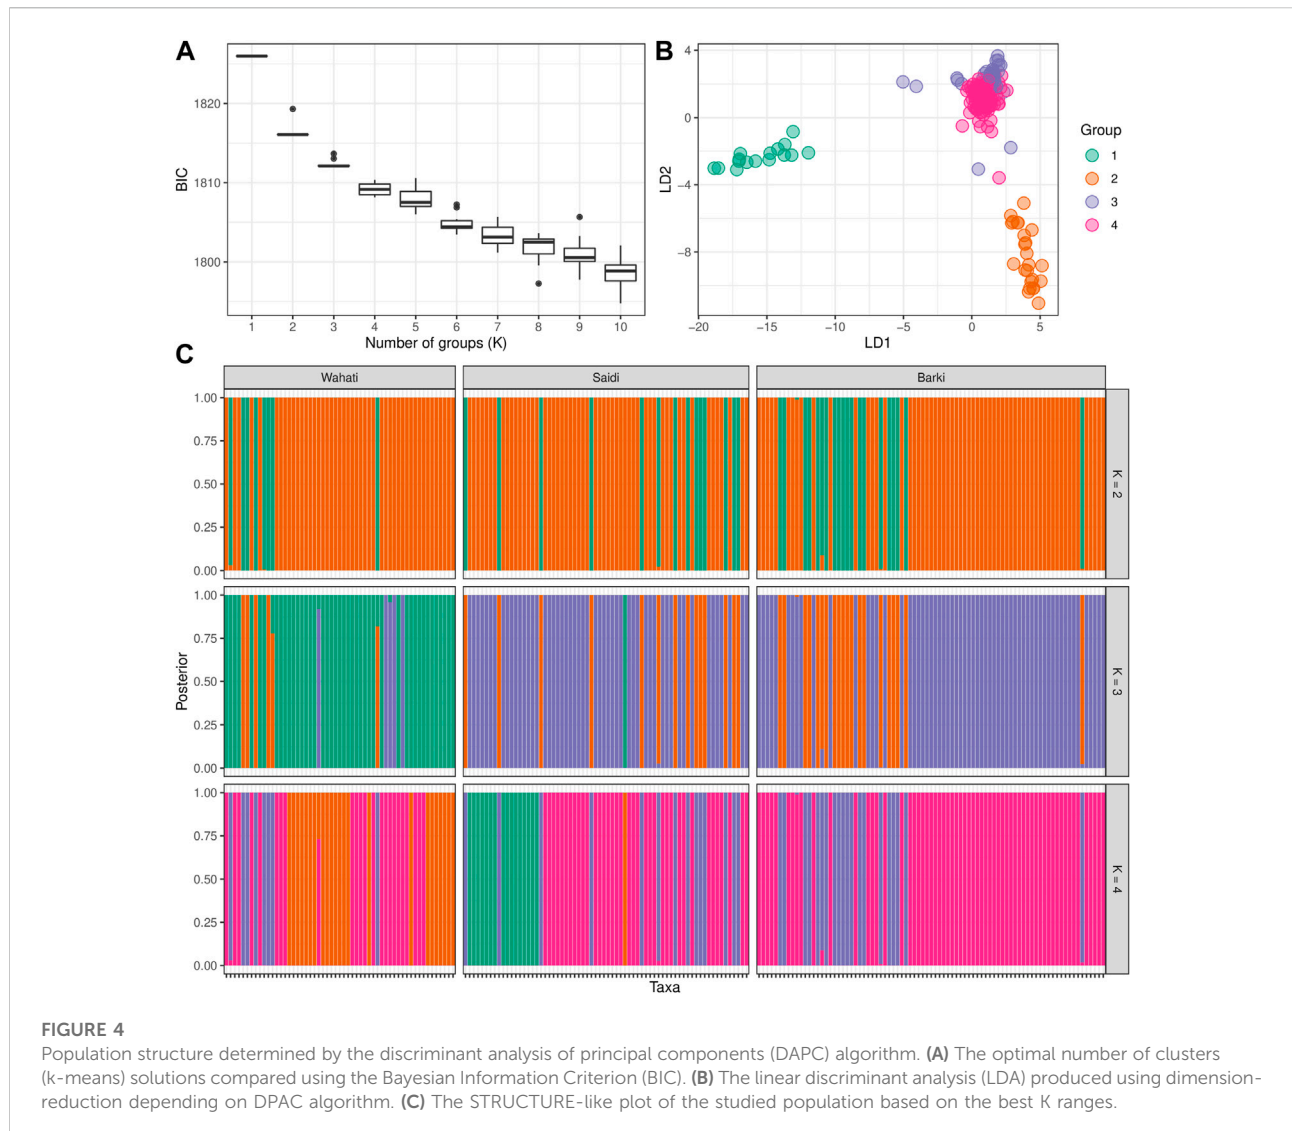 A
BIC
1820
1810
1800
1 2 3 4 5 6 7 8 9 10
Number of groups (K)
B
LD2
4
0
−4
−8
−20 −15 −10 −5 0 5
LD1
Group
1
2
3
4
C
Wahati Saidi Barki
1.00
0.75
0.50
0.25
0.00
K = 2
1.00
0.75
0.50
0.25
0.00
K = 3
Posterior
1.00
0.75
0.50
0.25
0.00
K = 4
Taxa
FIGURE 4
Population structure determined by the discriminant analysis of principal components (DAPC) algorithm. (A) The optimal number of clusters
(k-means) solutions compared using the Bayesian Information Criterion (BIC). (B) The linear discriminant analysis (LDA) produced using dimension-
reduction depending on DPAC algorithm. (C) The STRUCTURE-like plot of the studied population based on the best K ranges.